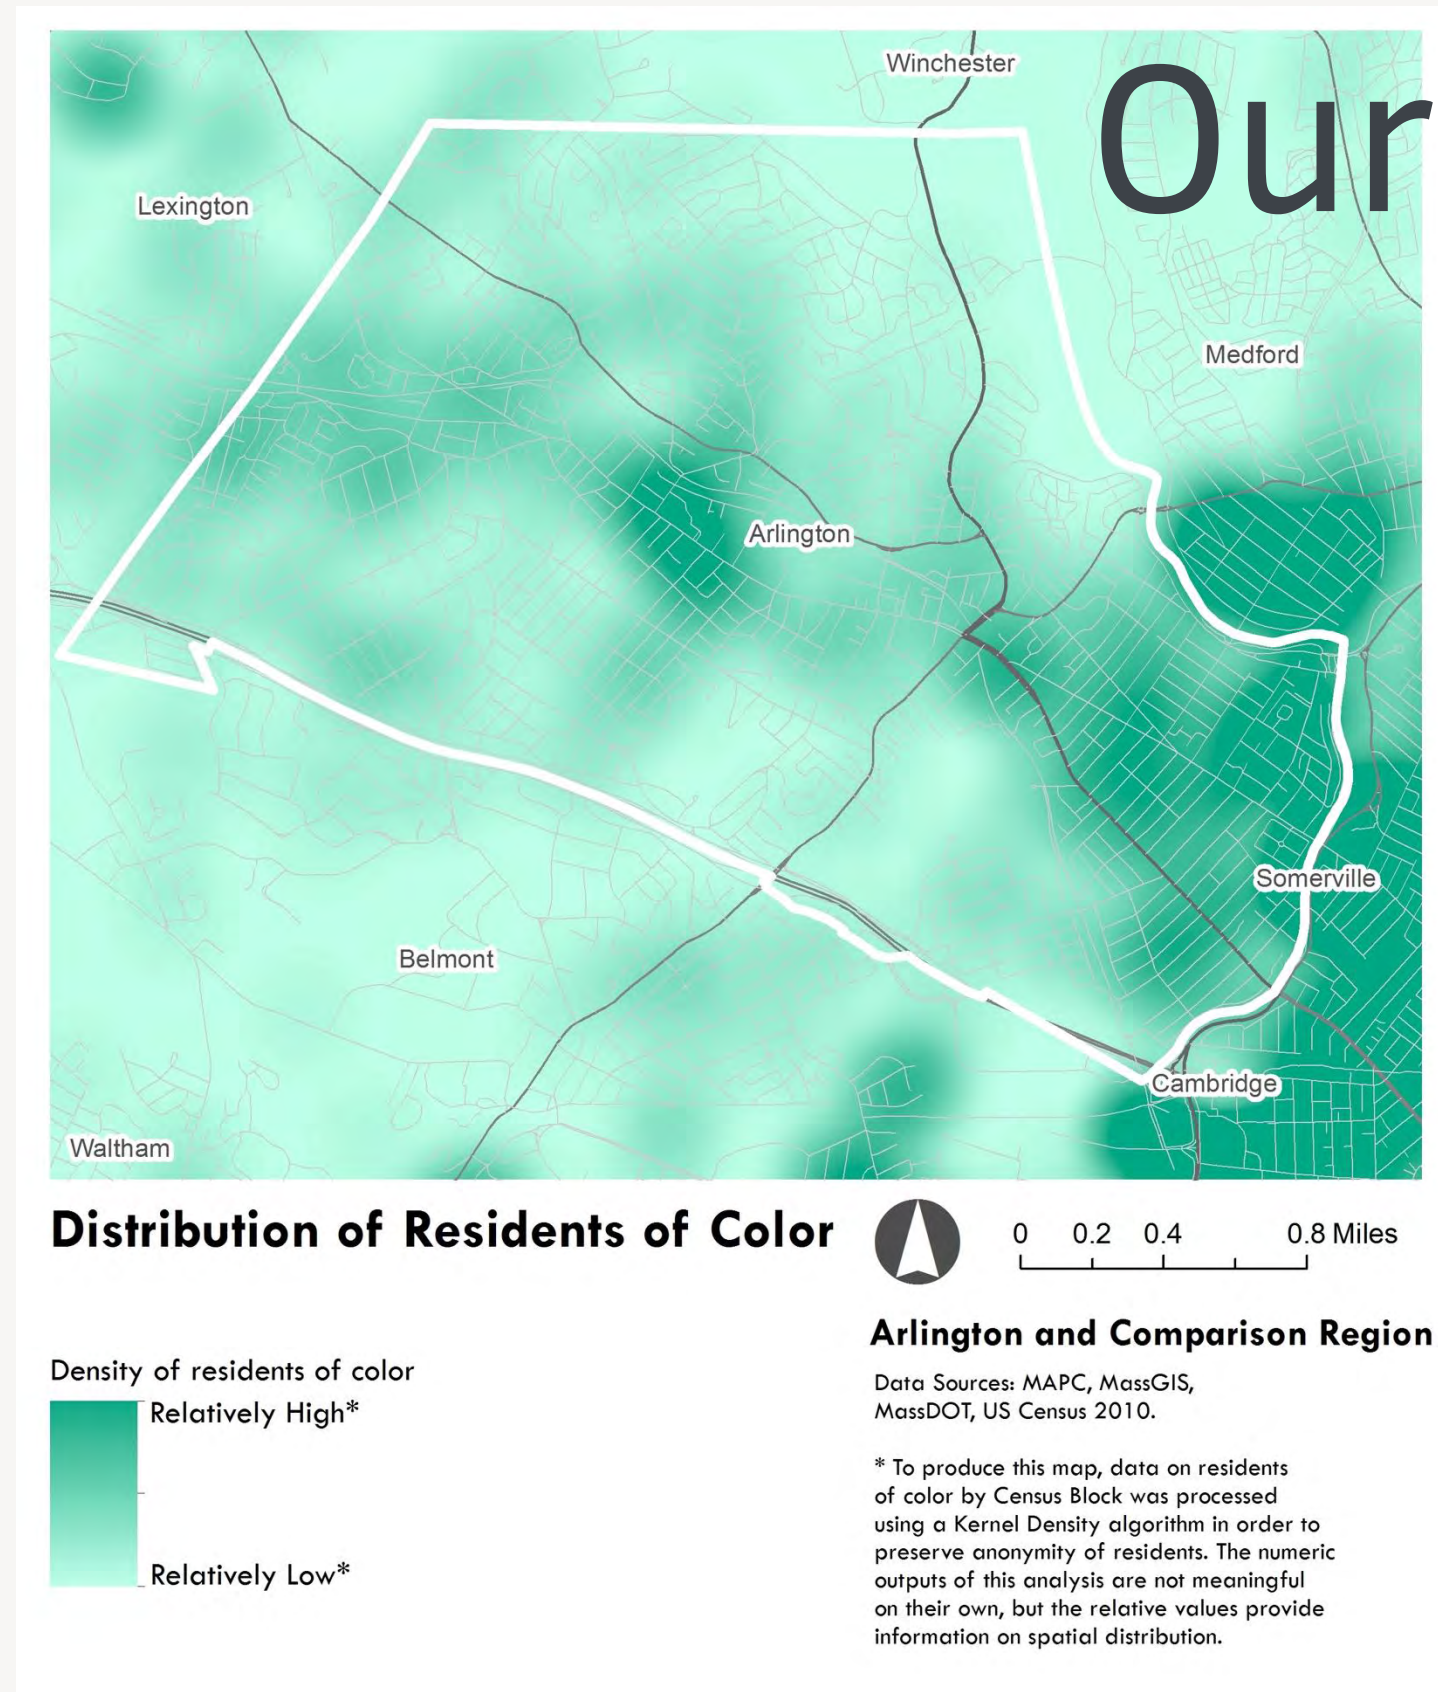 Winchester
Our
Lexington
Medford
Arlington
Somerville
Belmont
Cambridge
Waltham
Distribution of Residents of Color
0 0.2 0.4 0.8 Miles
Arlington and Comparison Region
Density of residents of color
Relatively High*
Relatively Low*
Data Sources: MAPC, MassGIS,
MassDOT, US Census 2010.
* To produce this map, data on residents
of color by Census Block was processed
using a Kernel Density algorithm in order to
preserve anonymity of residents. The numeric
outputs of this analysis are not meaningful
on their own, but the relative values provide
information on spatial distribution.